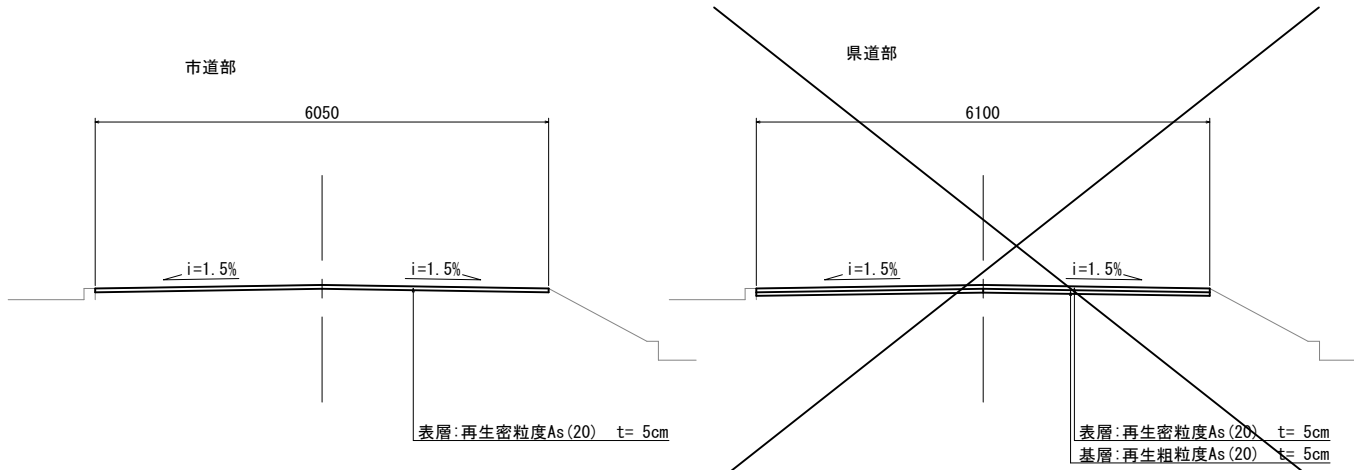 市道部
6050
i=1.5%
i=1.5%
表層:再生密粒度As(20) t= 5cm
県道部
6100
i=1.5%
i=1.5%
表層:再生密粒度As(20) t= 5cm
基層:再生粗粒度As(20) t= 5cm